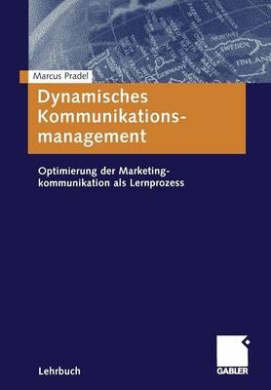 Marcus Pradel
Dynamisches
Kommunikations-
management
Optimierung der Marketing-
kommunikation als Lernprozess
Lehrbuch
GABLER